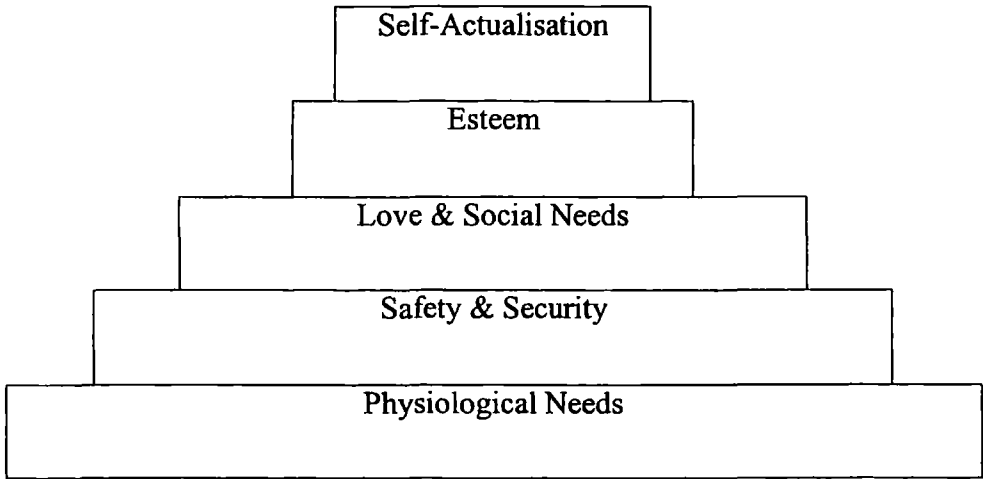 Self-Actualisation
Esteem
Love & Social Needs
Safety & Security
Physiological Needs